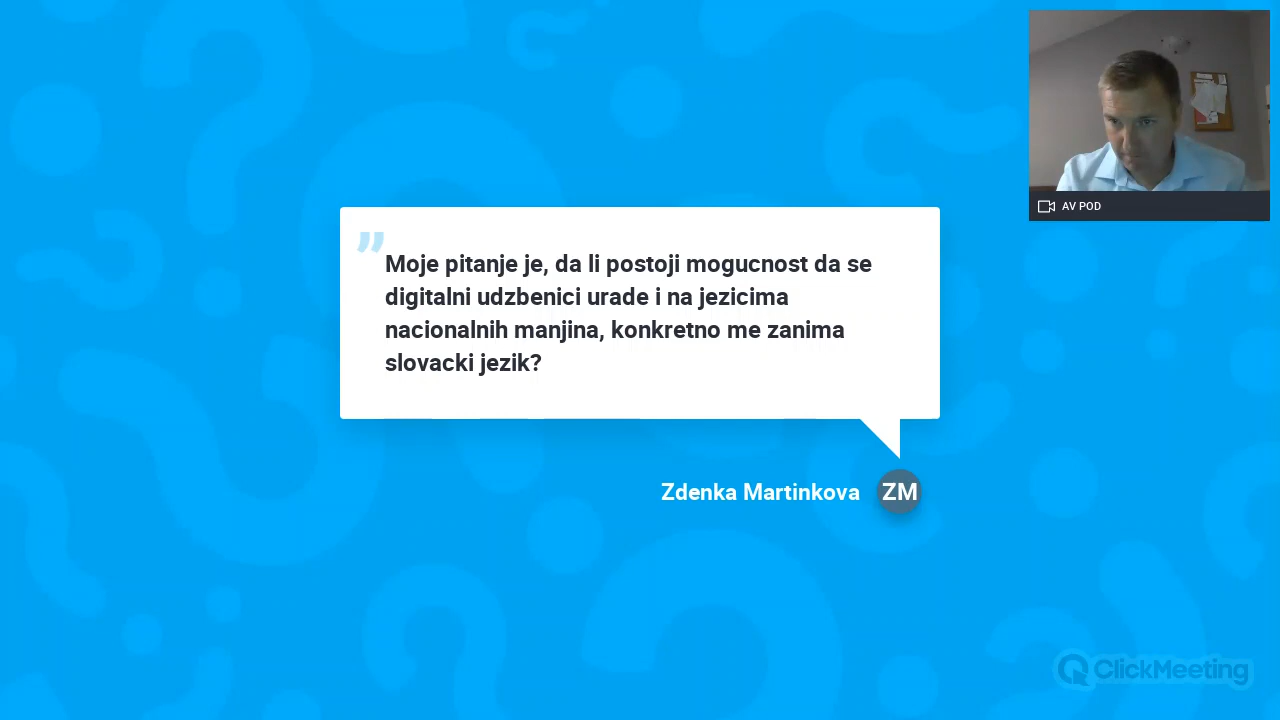 AV POD
Moje pitanje je, da li postoji mogucnost da se
digitalni udzbenici urade i na jezicima
nacionalnih manjina, konkretno me zanima
slovacki jezik?
Zdenka Martinkova
ZM
ClickMeeting